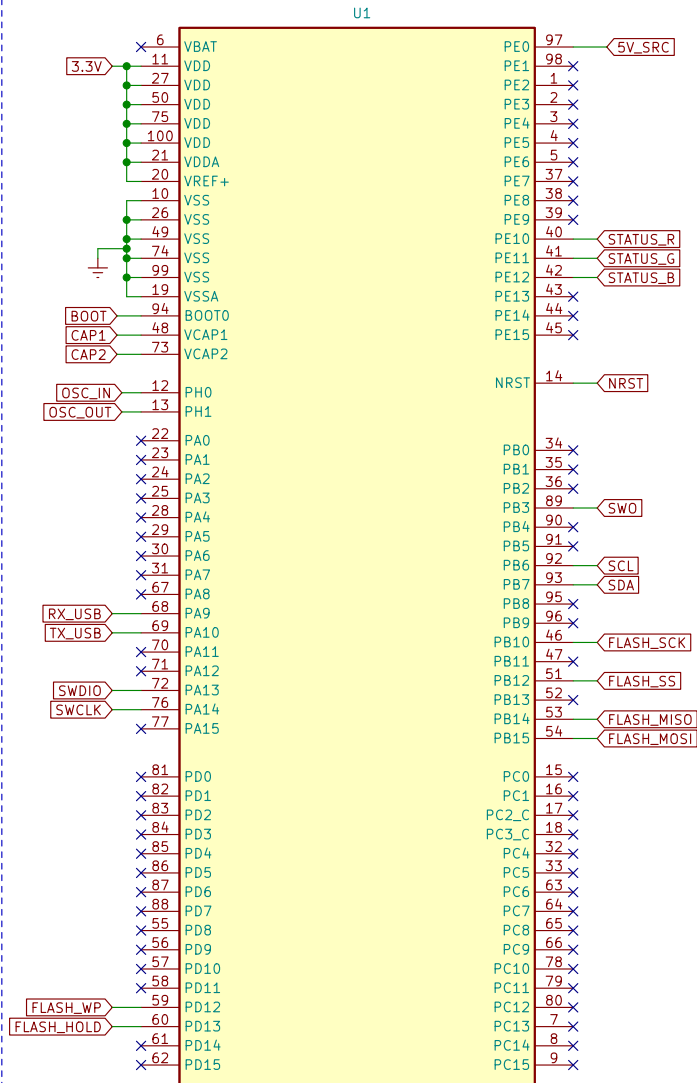 U1
6 VBAT PE0 97 5V_SRC
3.3V 11 VDD PE1 98
27 VDD PE2 1
50 VDD PE3 2
75 VDD PE4 3
100 VDD PE5 4
21 VDDA PE6 5
20 VREF+ PE7 37
10 VSS PE8 38
26 VSS PE9 39
49 VSS PE10 40 STATUS_R
74 VSS PE11 41 STATUS_G
99 VSS PE12 42 STATUS_B
19 VSSA PE13 43
BOOT 94 BOOT0 PE14 44
CAP1 48 VCAP1 PE15 45
CAP2 73 VCAP2
NRST 14 NRST
OSC_IN 12 PH0
OSC_OUT 13 PH1
22 PA0
PB0 34
23 PA1
PB1 35
24 PA2
PB2 36
25 PA3
PB3 89 SWO
28 PA4
PB4 90
29 PA5
PB5 91
30 PA6
PB6 92 SCL
31 PA7
PB7 93 SDA
67 PA8
PB8 95
RX_USB 68 PA9
PB9 96
TX_USB 69 PA10
PB10 46 FLASH_SCK
70 PA11
PB11 47
71 PA12
PB12 51 FLASH_SS
SWDIO 72 PA13
PB13 52
SWCLK 76 PA14
PB14 53 FLASH_MISO
77 PA15
PB15 54 FLASH_MOSI
81 PD0 PC0 15
82 PD1 PC1 16
83 PD2 PC2_C 17
84 PD3 PC3_C 18
85 PD4 PC4 32
86 PD5 PC5 33
87 PD6 PC6 63
88 PD7 PC7 64
55 PD8 PC8 65
56 PD9 PC9 66
57 PD10 PC10 78
58 PD11 PC11 79
FLASH_WP 59 PD12 PC12 80
FLASH_HOLD 60 PD13 PC13 7
61 PD14 PC14 8
62 PD15 PC15 9